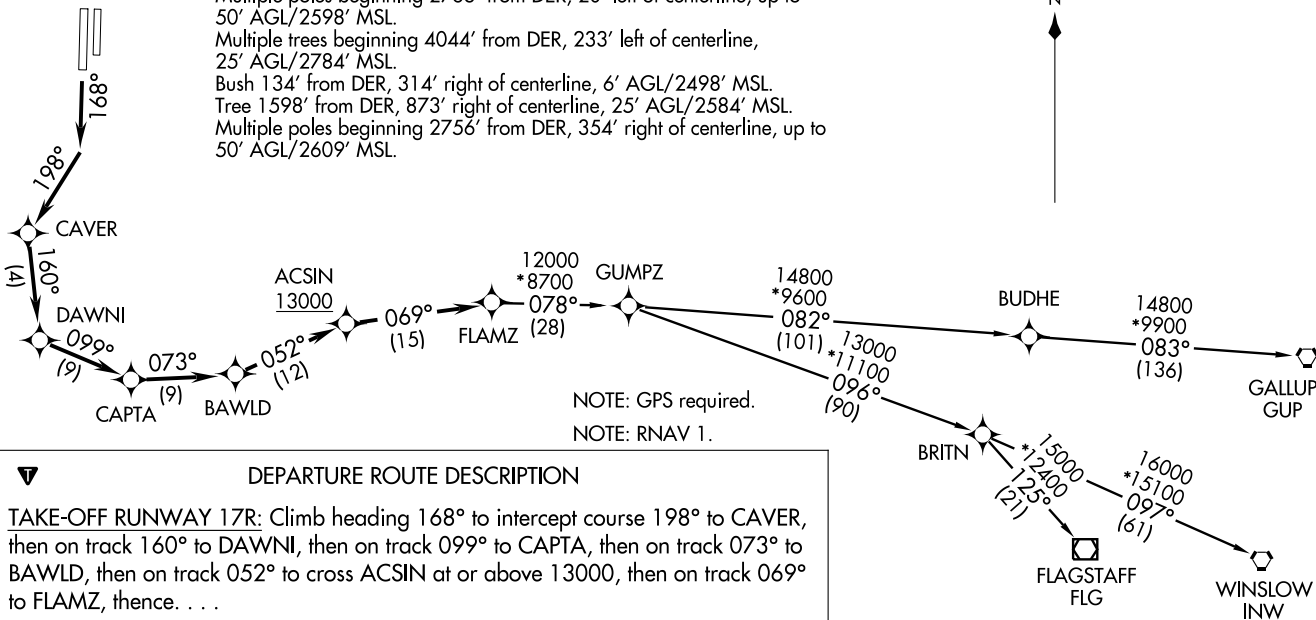 50' AGL/2598' MSL.
Multiple trees beginning 4044' from DER, 233' left of centerline,
25' AGL/2784' MSL.
Bush 134' from DER, 314' right of centerline, 6' AGL/2498' MSL.
Tree 1598' from DER, 873' right of centerline, 25' AGL/2584' MSL.
Multiple poles beginning 2756' from DER, 354' right of centerline, up to
50' AGL/2609' MSL.
N
168°
198°
CAVER
160°
(4)
DAWNI
099°
(9)
CAPTA
073°
(9)
BAWLD
052°
(12)
ACSIN
13000
069°
(15)
FLAMZ
12000
*8700
078°
(28)
GUMPZ
14800
*9600
082°
(101)
BUDHE
14800
*9900
083°
(136)
GALLUP
GUP
13000
*11100
096°
(90)
BRITN
15000
*12400
125°
(21)
FLAGSTAFF
FLG
16000
*15100
097°
(61)
WINSLOW
INW
NOTE: GPS required.
NOTE: RNAV 1.
T
DEPARTURE ROUTE DESCRIPTION
TAKE-OFF RUNWAY 17R: Climb heading 168° to intercept course 198° to CAVER,
then on track 160° to DAWNI, then on track 099° to CAPTA, then on track 073° to
BAWLD, then on track 052° to cross ACSIN at or above 13000, then on track 069°
to FLAMZ, thence. . . .